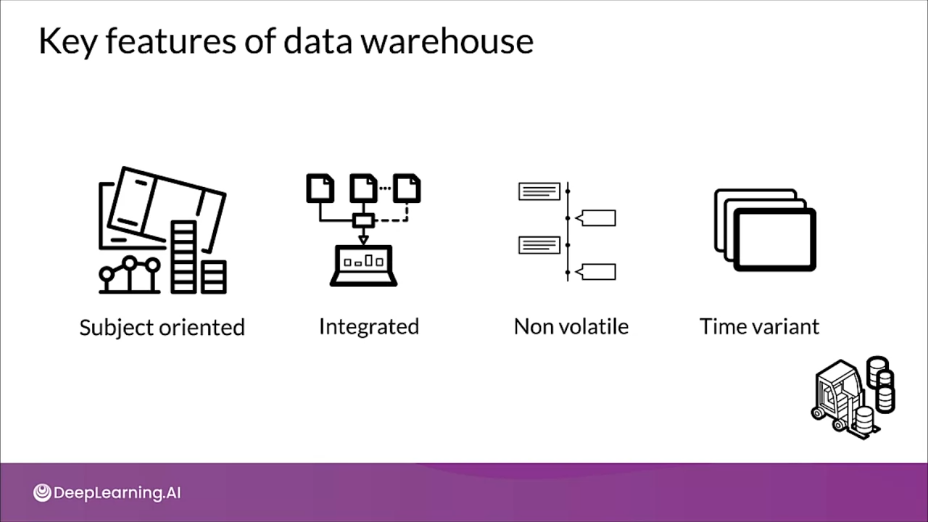 Key features of data warehouse
Subject oriented
Integrated
Non volatile
Time variant
DeepLearning.AI